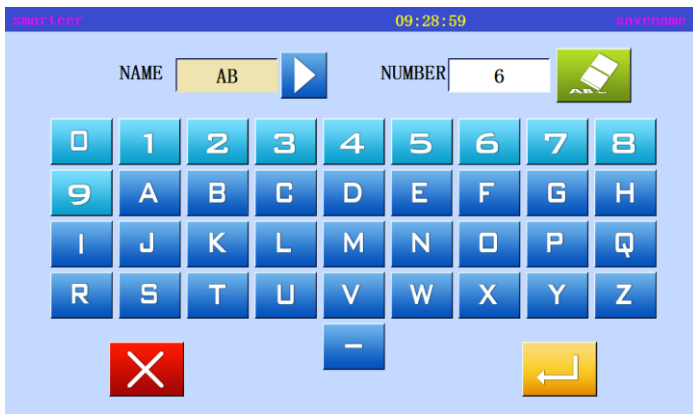 smarteer 09:28:59 savename
NAME AB NUMBER 6 ABC
0 1 2 3 4 5 6 7 8
9 A B C D E F G H
I J K L M N O P Q
R S T U V W X Y Z
-